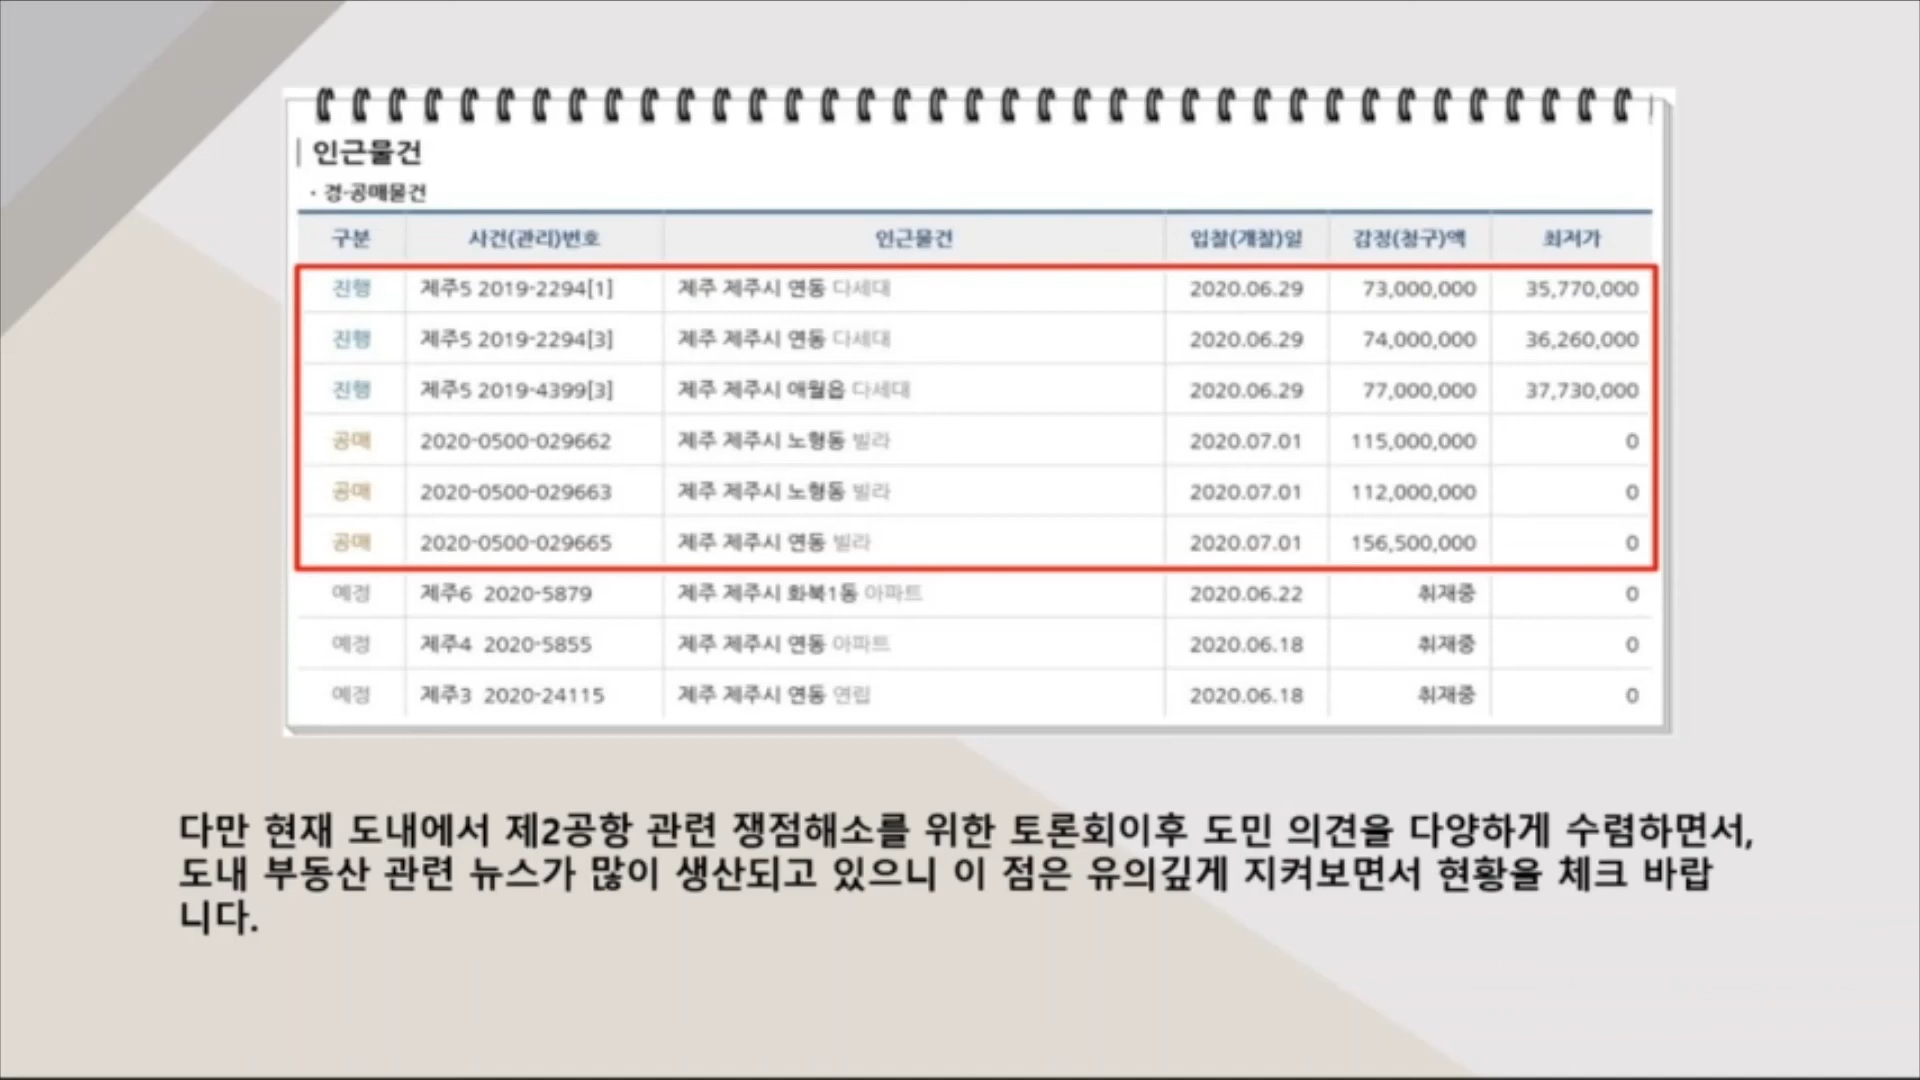 인근물건
· 경·공매물건
구분 사건(관리)번호 인근물건 입찰(개찰)일 감정(청구)액 최저가
진행 제주5 2019-2294[1] 제주 제주시 연동 다세대 2020.06.29 73,000,000 35,770,000
진행 제주5 2019-2294[3] 제주 제주시 연동 다세대 2020.06.29 74,000,000 36,260,000
진행 제주5 2019-4399[3] 제주 제주시 애월읍 다세대 2020.06.29 77,000,000 37,730,000
공매 2020-0500-029662 제주 제주시 노형동 빌라 2020.07.01 115,000,000 0
공매 2020-0500-029663 제주 제주시 노형동 빌라 2020.07.01 112,000,000 0
공매 2020-0500-029665 제주 제주시 연동 빌라 2020.07.01 156,500,000 0
예정 제주6 2020-5879 제주 제주시 화북1동 아파트 2020.06.22 취재중 0
예정 제주4 2020-5855 제주 제주시 연동 아파트 2020.06.18 취재중 0
예정 제주3 2020-24115 제주 제주시 연동 연립 2020.06.18 취재중 0
다만 현재 도내에서 제2공항 관련 쟁점해소를 위한 토론회이후 도민 의견을 다양하게 수렴하면서,
도내 부동산 관련 뉴스가 많이 생산되고 있으니 이 점은 유의깊게 지켜보면서 현황을 체크 바랍
니다.